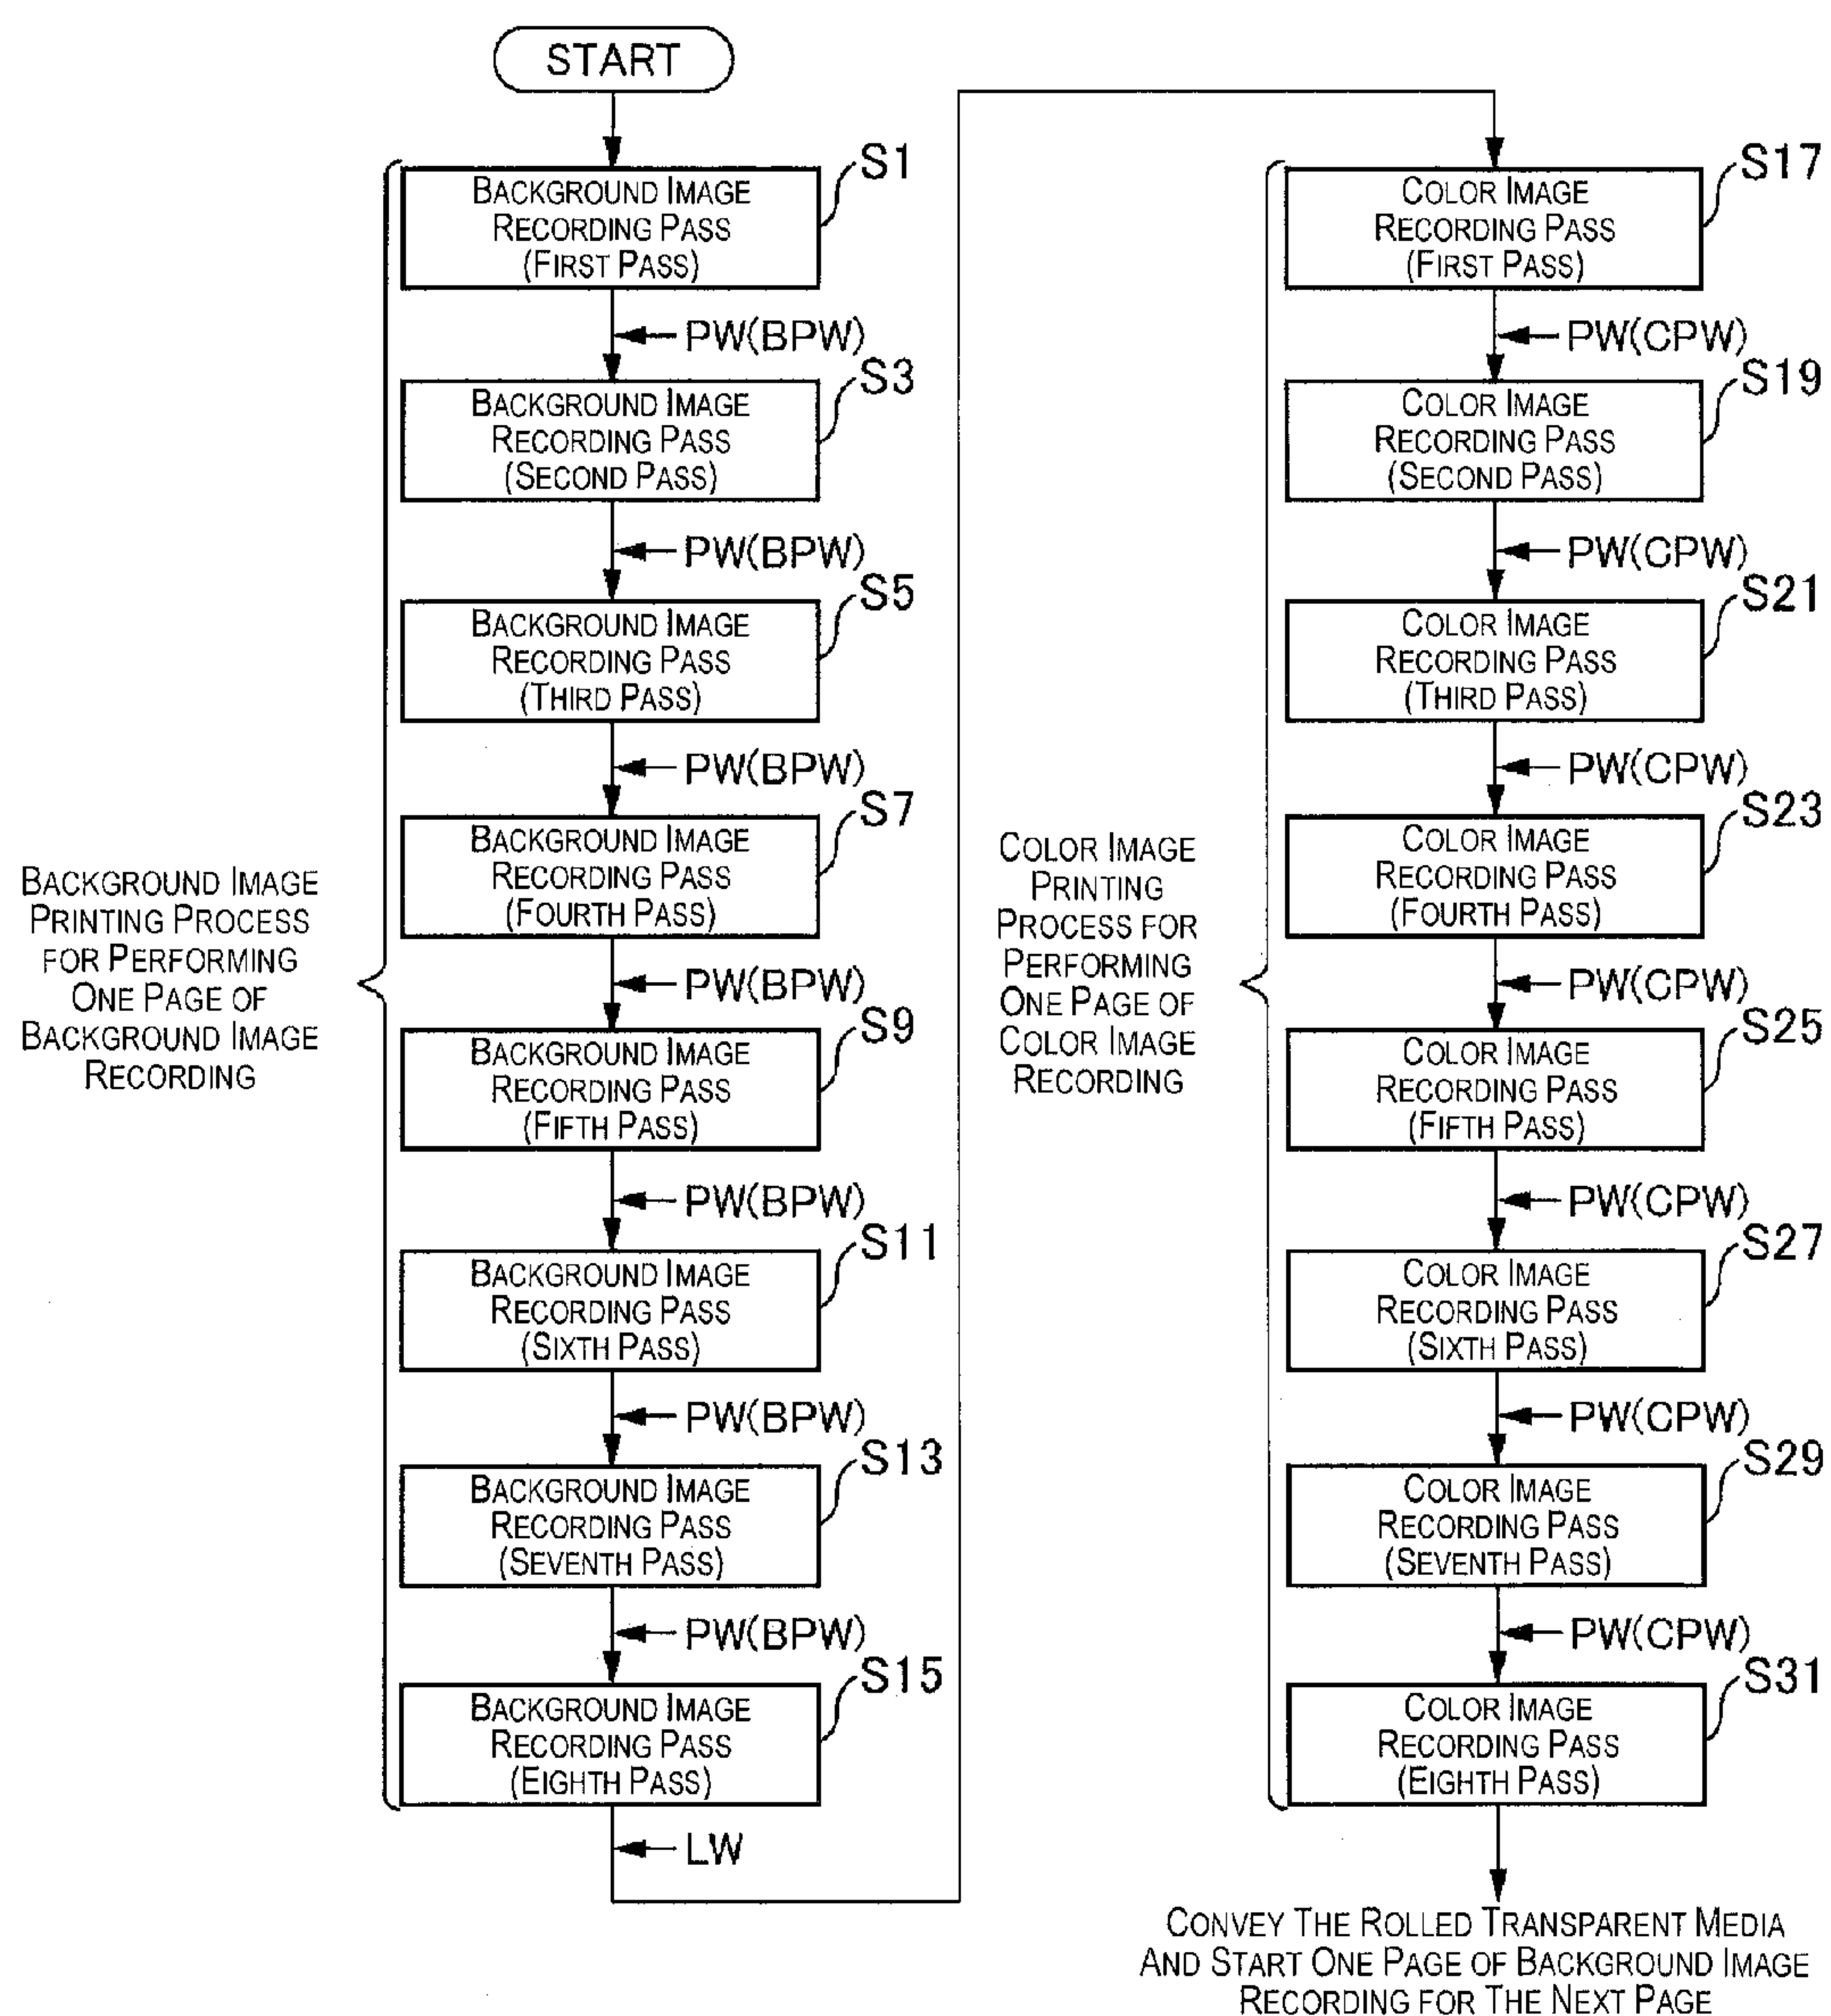 START
BACKGROUND IMAGE
RECORDING PASS
(FIRST PASS)
S1
PW(BPW)
BACKGROUND IMAGE
RECORDING PASS
(SECOND PASS)
S3
PW(BPW)
BACKGROUND IMAGE
RECORDING PASS
(THIRD PASS)
S5
PW(BPW)
BACKGROUND IMAGE
RECORDING PASS
(FOURTH PASS)
S7
BACKGROUND IMAGE
PRINTING PROCESS
FOR PERFORMING
ONE PAGE OF
BACKGROUND IMAGE
RECORDING
PW(BPW)
BACKGROUND IMAGE
RECORDING PASS
(FIFTH PASS)
S9
PW(BPW)
BACKGROUND IMAGE
RECORDING PASS
(SIXTH PASS)
S11
PW(BPW)
BACKGROUND IMAGE
RECORDING PASS
(SEVENTH PASS)
S13
PW(BPW)
BACKGROUND IMAGE
RECORDING PASS
(EIGHTH PASS)
S15
LW
COLOR IMAGE
RECORDING PASS
(FIRST PASS)
S17
PW(CPW)
COLOR IMAGE
RECORDING PASS
(SECOND PASS)
S19
PW(CPW)
COLOR IMAGE
RECORDING PASS
(THIRD PASS)
S21
PW(CPW)
COLOR IMAGE
RECORDING PASS
(FOURTH PASS)
S23
COLOR IMAGE
PRINTING
PROCESS FOR
PERFORMING
ONE PAGE OF
COLOR IMAGE
RECORDING
PW(CPW)
COLOR IMAGE
RECORDING PASS
(FIFTH PASS)
S25
PW(CPW)
COLOR IMAGE
RECORDING PASS
(SIXTH PASS)
S27
PW(CPW)
COLOR IMAGE
RECORDING PASS
(SEVENTH PASS)
S29
PW(CPW)
COLOR IMAGE
RECORDING PASS
(EIGHTH PASS)
S31
CONVEY THE ROLLED TRANSPARENT MEDIA
AND START ONE PAGE OF BACKGROUND IMAGE
RECORDING FOR THE NEXT PAGE